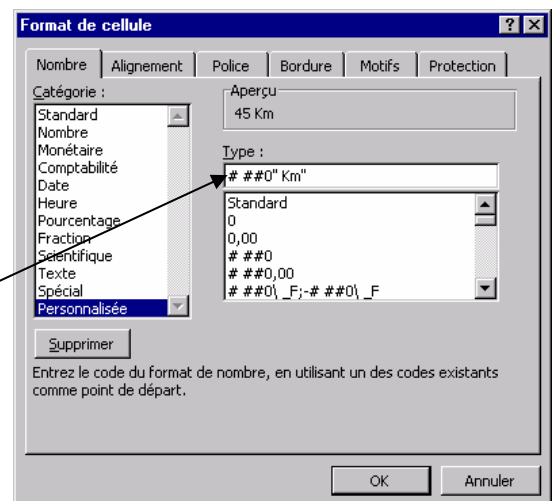 Format de cellule
Nombre Alignement Police Bordure Motifs Protection
Catégorie :
Standard
Nombre
Monétaire
Comptabilité
Date
Heure
Pourcentage
Fraction
Scientifique
Texte
Spécial
Personnalisée
Aperçu
45 Km
Type :
# ##0" Km"
Standard
0
0,00
# ##0
# ##0,00
# ##0\ _F;-# ##0\ _F
Supprimer
Entrez le code du format de nombre, en utilisant un des codes existants
comme point de départ.
OK Annuler